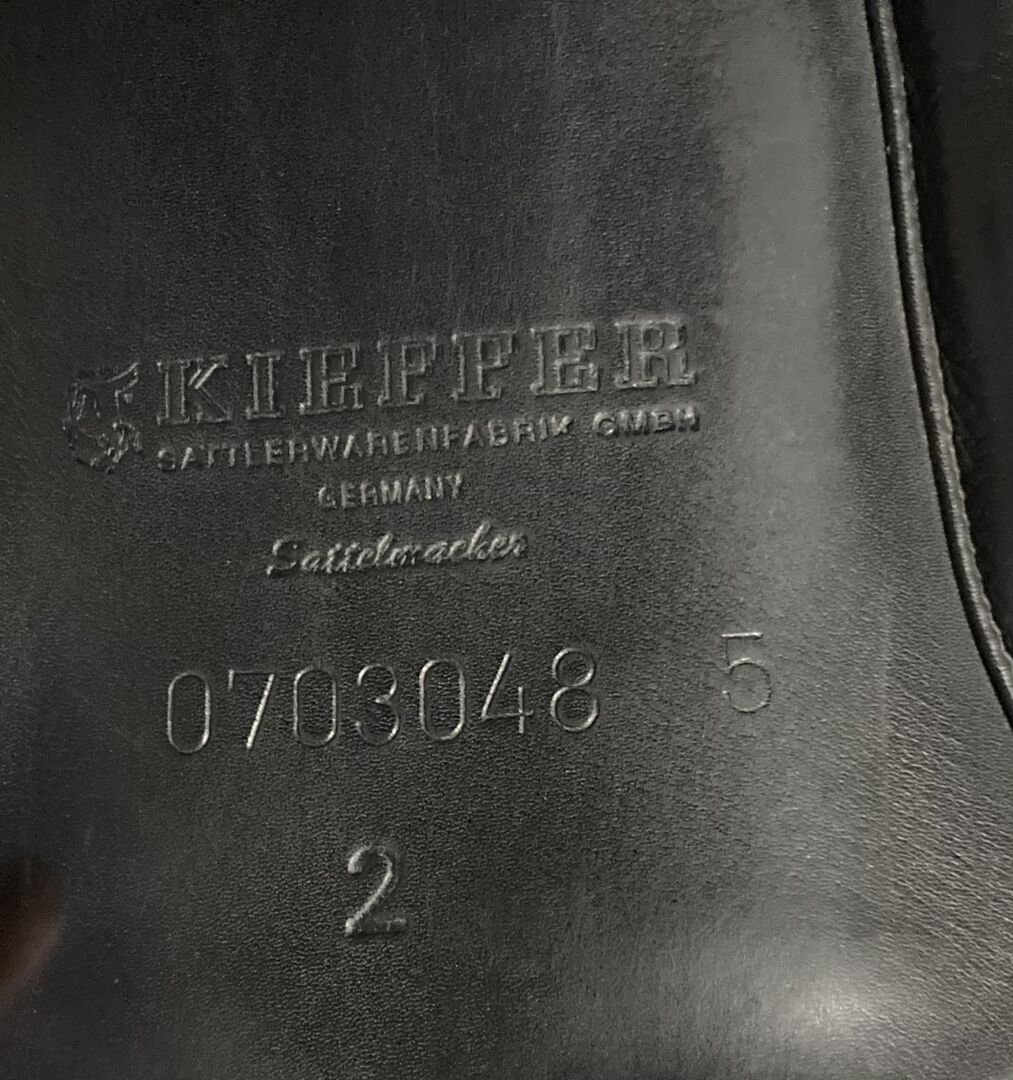 KIEFFER
SATTLERWARENFABRIK GMBH
GERMANY
Sattelmacher
0703048 5
2